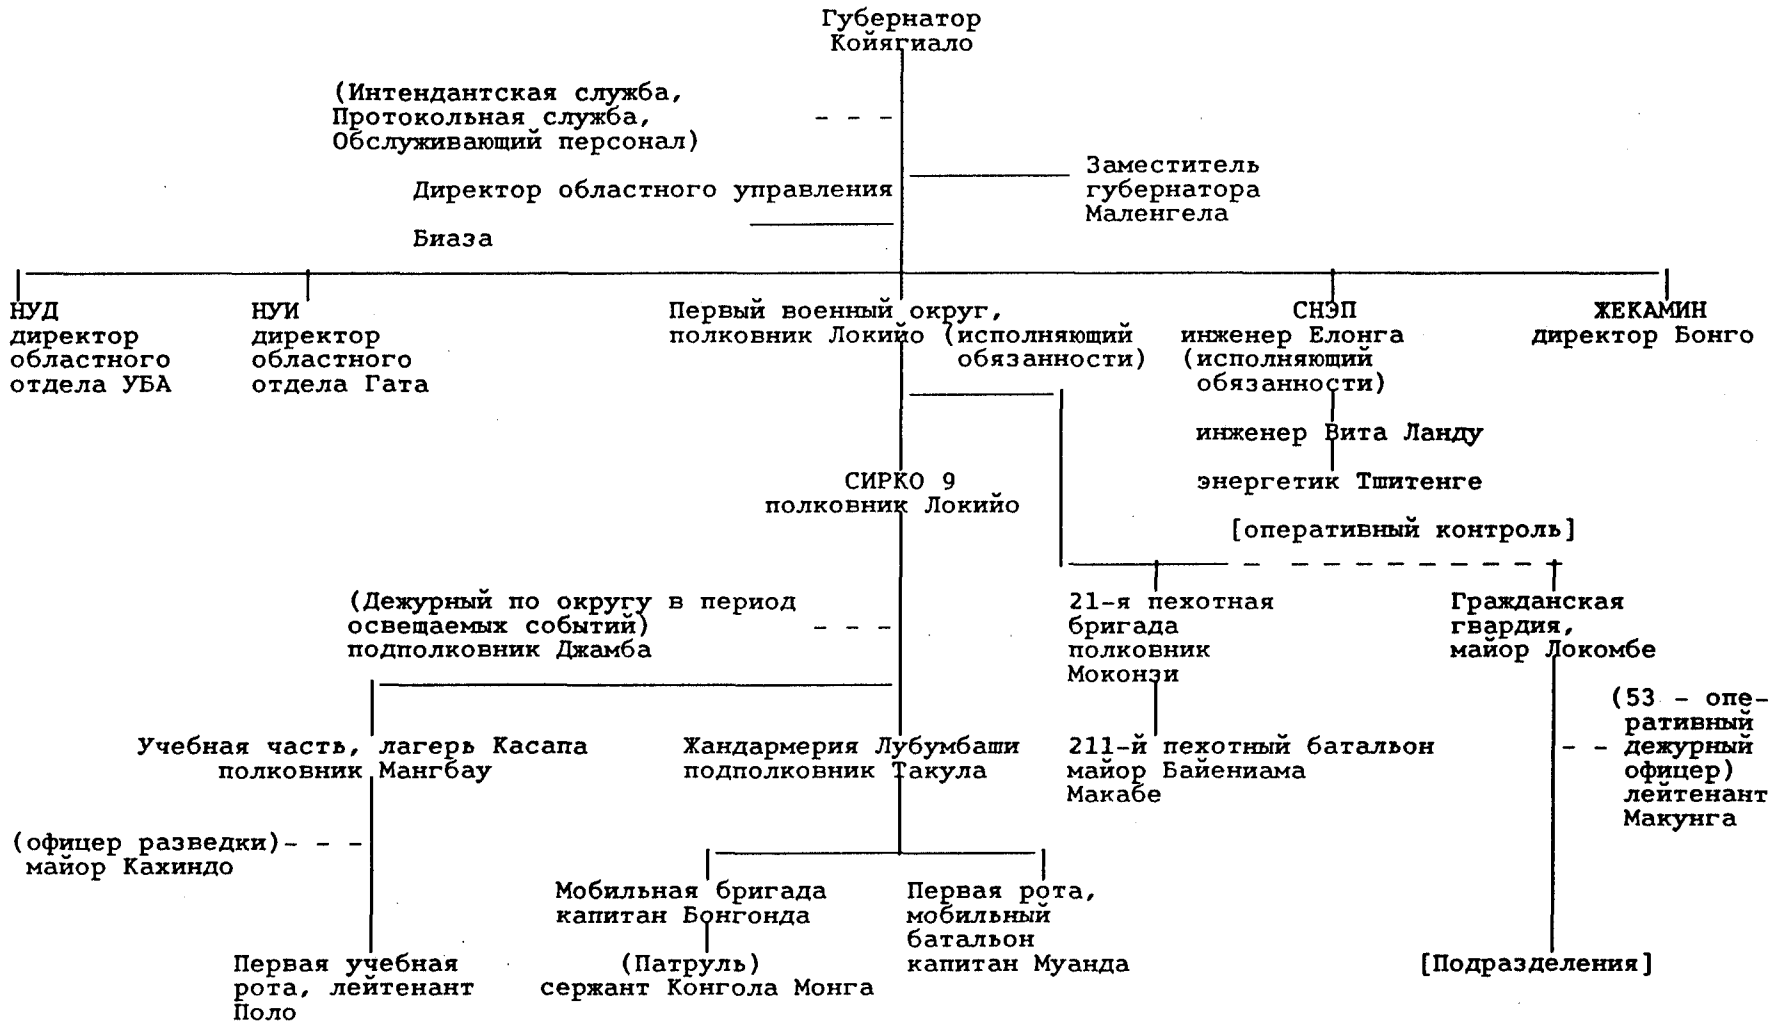 Губернатор
Койягиало
(Интендантская служба,
Протокольная служба,
Обслуживающий персонал)
Заместитель
губернатора
Маленгела
Директор областного управления
Биаза
НУД
директор
областного
отдела УБА
НУИ
директор
областного
отдела Гата
Первый военный округ,
полковник Локийо (исполняющий
обязанности)
СНЭП
инженер Елонга
(исполняющий
обязанности)
ЖЕКАМИН
директор Бонго
инженер Вита Ланду
энергетик Тшитенге
СИРКО 9
полковник Локийо
[оперативный контроль]
(Дежурный по округу в период
освещаемых событий)
подполковник Джамба
21-я пехотная
бригада
полковник
Моконзи
Гражданская
гвардия,
майор Локомбе
(53 - опе-
ративный
дежурный
офицер)
лейтенант
Макунга
Учебная часть, лагерь Касапа
полковник Мангбау
Жандармерия Лубумбаши
подполковник Такула
211-й пехотный батальон
майор Байениама
Макабе
(офицер разведки)
майор Кахиндо
Мобильная бригада
капитан Бонгонда
Первая рота,
мобильный
батальон
капитан Муанда
Первая учебная
рота, лейтенант
Поло
(Патруль)
сержант Конгола Монга
[Подразделения]